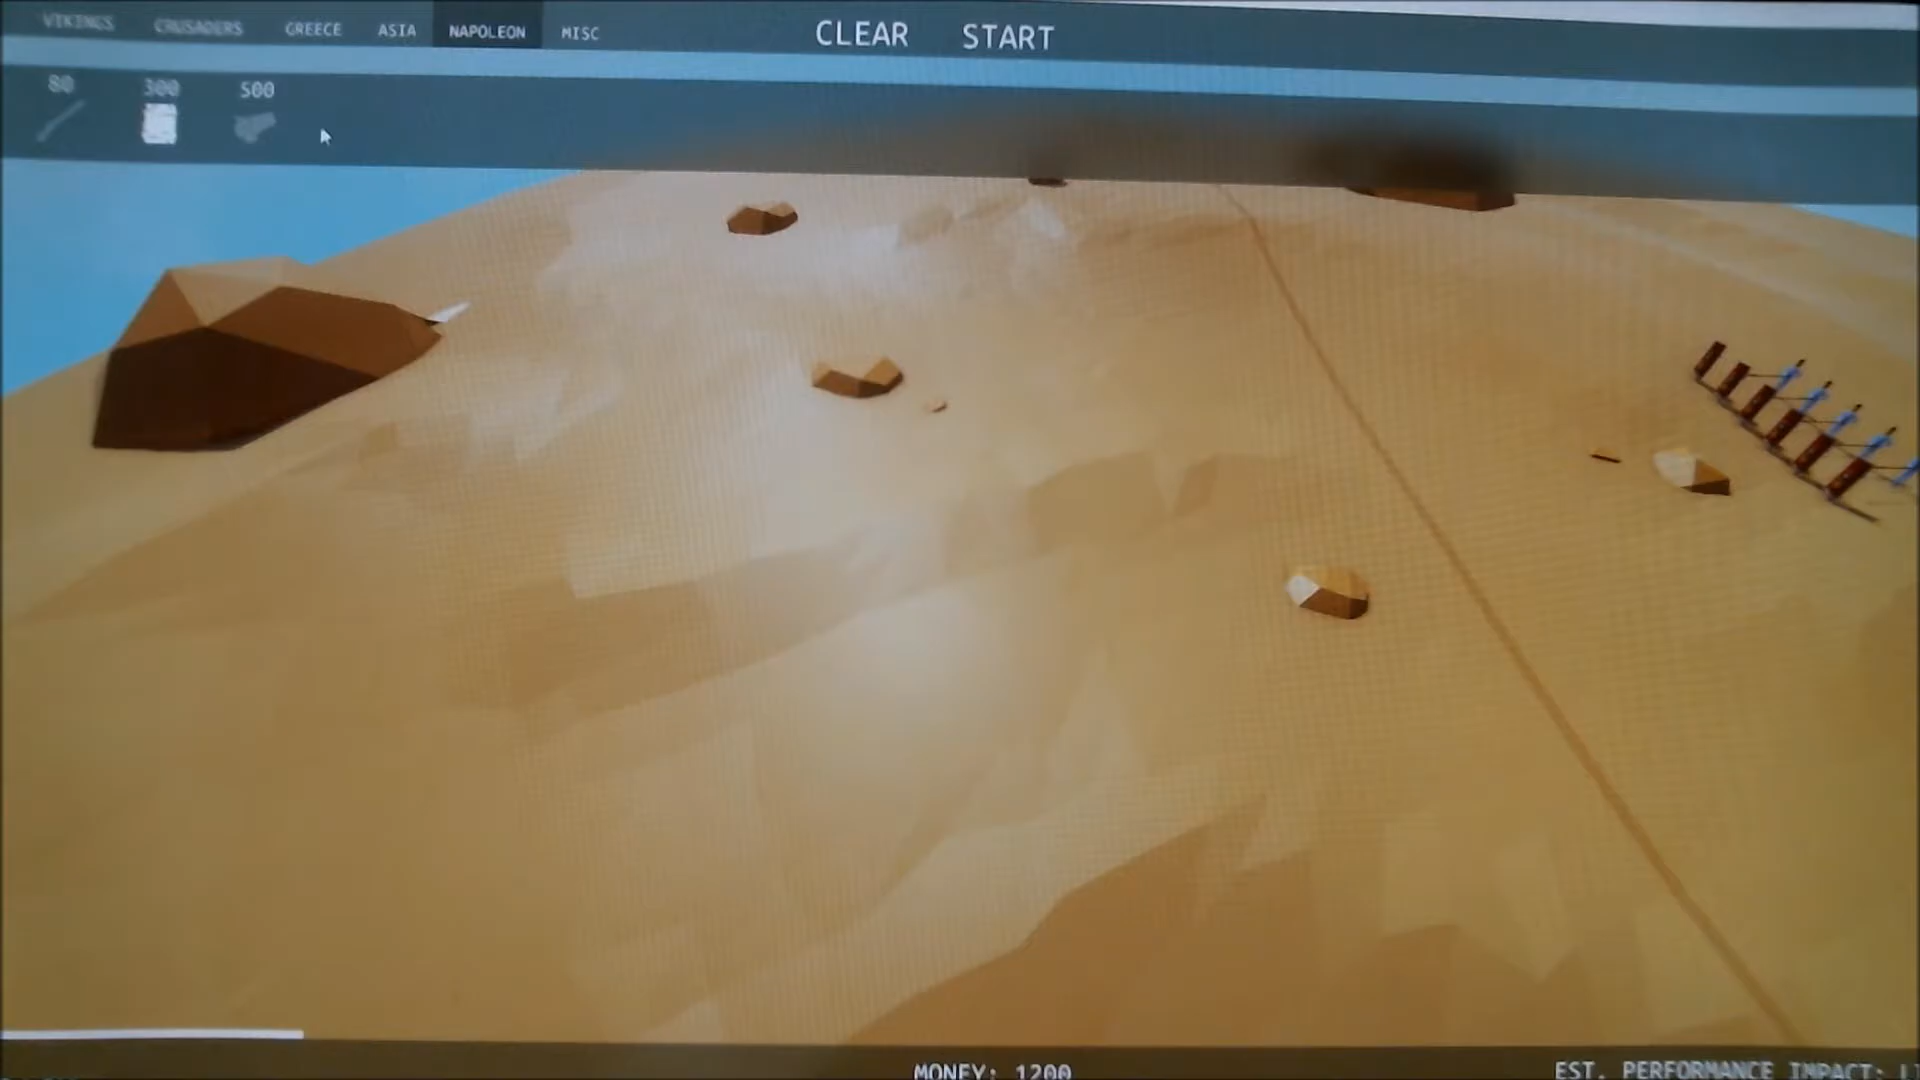 VIKINGS CRUSADERS GREECE ASIA NAPOLEON MISC CLEAR START
80 300 500
MONEY: 1200
EST. PERFORMANCE IMPACT: